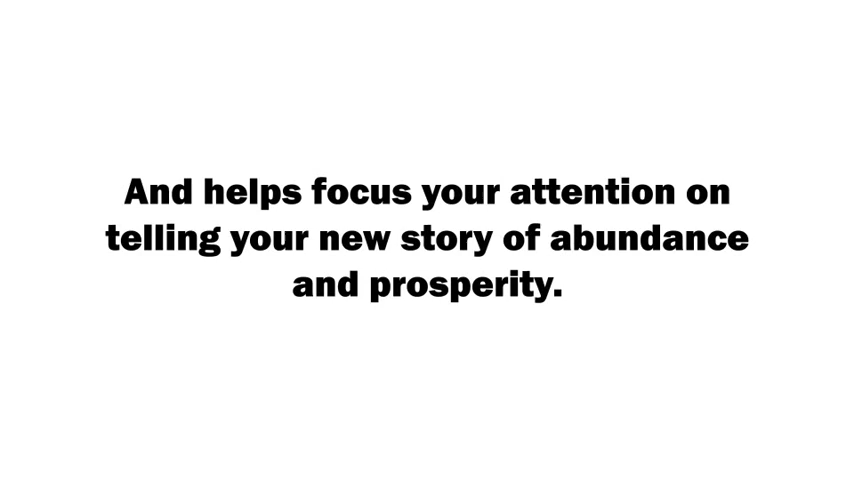 And helps focus your attention on
telling your new story of abundance
and prosperity.